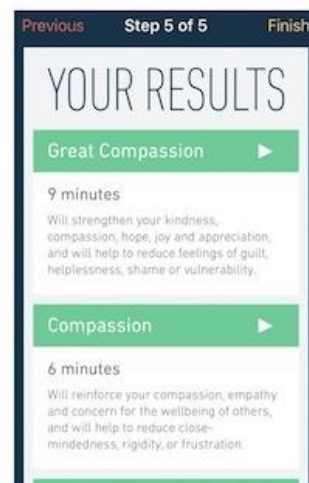 Previous Step 5 of 5 Finish
YOUR RESULTS
Great Compassion
9 minutes
Will strengthen your kindness,
compassion, hope, joy and appreciation,
and will help to reduce feelings of guilt,
helplessness, shame or vulnerability.
Compassion
6 minutes
Will reinforce your compassion, empathy
and concern for the wellbeing of others,
and will help to reduce close-
mindedness, rigidity, or frustration.